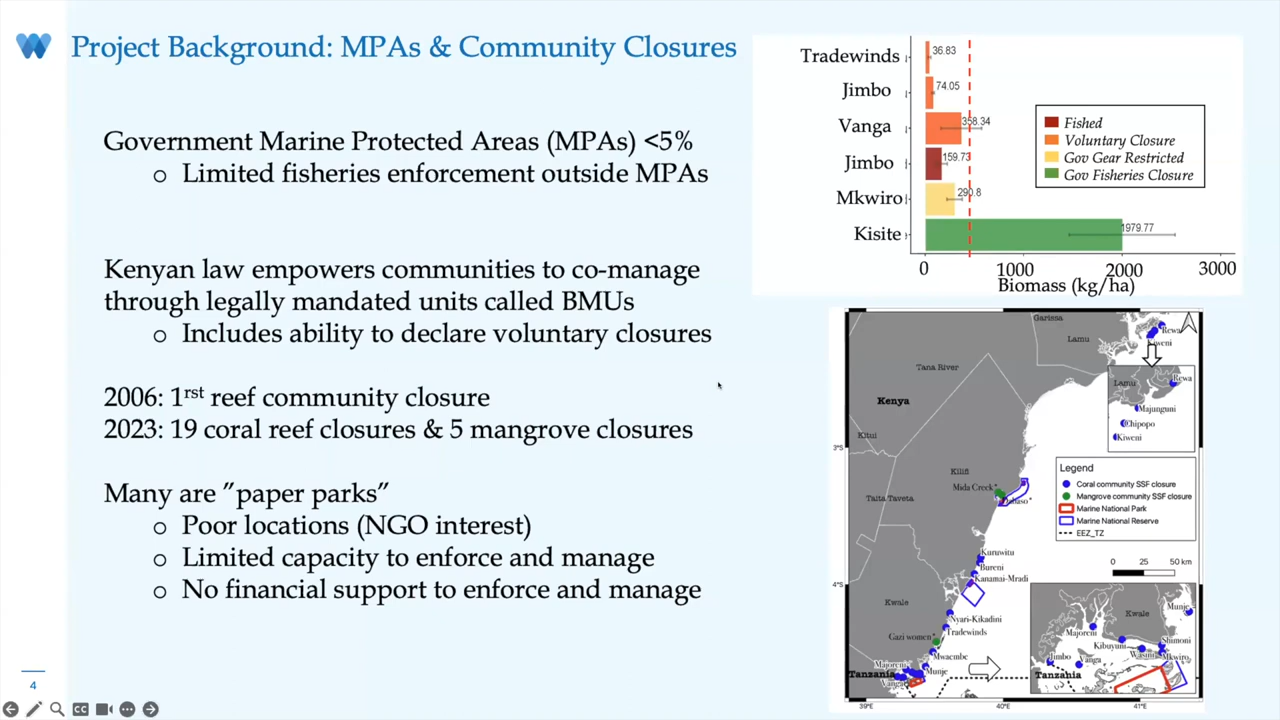 Project Background: MPAs & Community Closures
Government Marine Protected Areas (MPAs) <5%
o Limited fisheries enforcement outside MPAs
Kenyan law empowers communities to co-manage
through legally mandated units called BMUs
o Includes ability to declare voluntary closures
2006: 1rst reef community closure
2023: 19 coral reef closures & 5 mangrove closures
Many are ”paper parks”
o Poor locations (NGO interest)
o Limited capacity to enforce and manage
o No financial support to enforce and manage
4
CC
Tradewinds 36.83
Jimbo 74.05
Vanga 358.34
Jimbo 159.73
Mkwiro 290.8
Kisite 1979.77
0 1000 2000 3000
Biomass (kg/ha)
Fished
Voluntary Closure
Gov Gear Restricted
Gov Fisheries Closure
Garissa
Lamu
Rewa
Kiweni
Tana River
Lamu
Rewa
Kenya
Majunguni
Chipopo
Kiweni
Kitui
3°S
Kilifi
Taita Taveta
Mida Creek*
Legend
Coral community SSF closure
Mangrove community SSF closure
Marine National Park
Marine National Reserve
EEZ_TZ
Kuruwitu
Bureni
Kanamai-Mradi
0 25 50 km
4°S
Kwale
Nyari-Kikadini
Tradewinds
Gazi women*
Mwaembe
Majoreni
Munje
Tanzania
Vanga
Kwale
Munje
Majoreni
Kibuyuni
Shimoni
Wasini
Mkwiro
Jimbo
Vanga
Tanzania
39°E 40°E 41°E